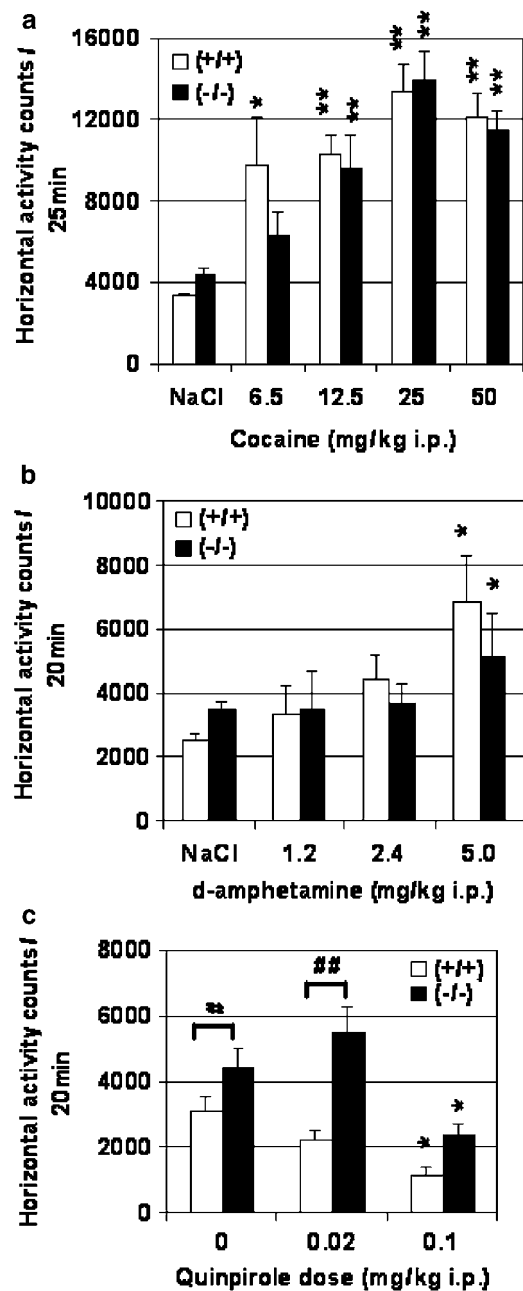 a
Horizontal activity counts /
25min
16000
12000
8000
4000
0
(+/+)
(-/-)
*
**
**
**
**
**
**
NaCl 6.5 12.5 25 50
Cocaine (mg/kg i.p.)
b
Horizontal activity counts /
20min
10000
8000
6000
4000
2000
0
(+/+)
(-/-)
*
*
NaCl 1.2 2.4 5.0
d-amphetamine (mg/kg i.p.)
c
Horizontal activity counts /
20min
8000
6000
4000
2000
0
(+/+)
(-/-)
#
##
*
*
0 0.02 0.1
Quinpirole dose (mg/kg i.p.)